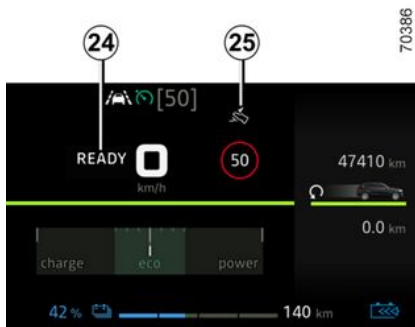 70386
24 25
[50]
READY 0 50
km/h
47410 km
0.0 km
charge eco power
42 % 140 km